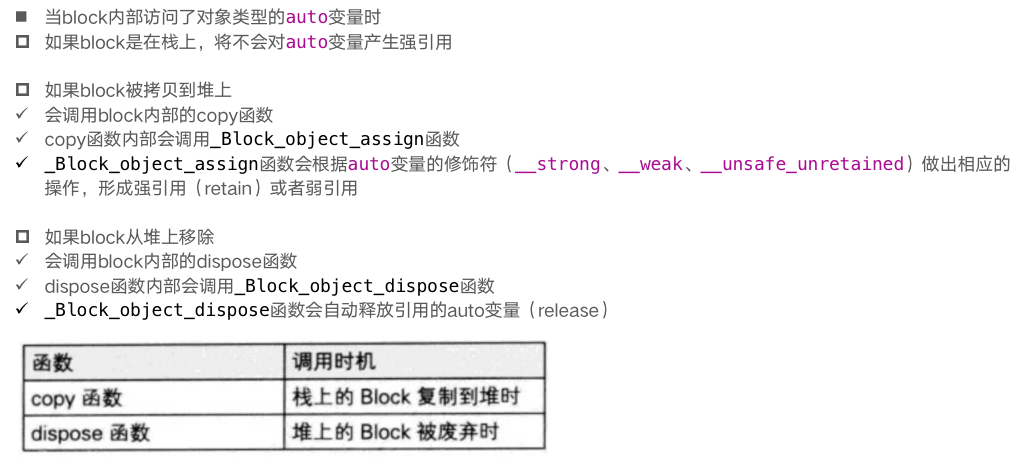 当block内部访问了对象类型的auto变量时
如果block是在栈上，将不会对auto变量产生强引用
如果block被拷贝到堆上
会调用block内部的copy函数
copy函数内部会调用_Block_object_assign函数
_Block_object_assign函数会根据auto变量的修饰符（__strong、__weak、__unsafe_unretained）做出相应的
操作，形成强引用（retain）或者弱引用
如果block从堆上移除
会调用block内部的dispose函数
dispose函数内部会调用_Block_object_dispose函数
_Block_object_dispose函数会自动释放引用的auto变量（release）
函数 调用时机
copy 函数 栈上的 Block 复制到堆时
dispose 函数 堆上的 Block 被废弃时